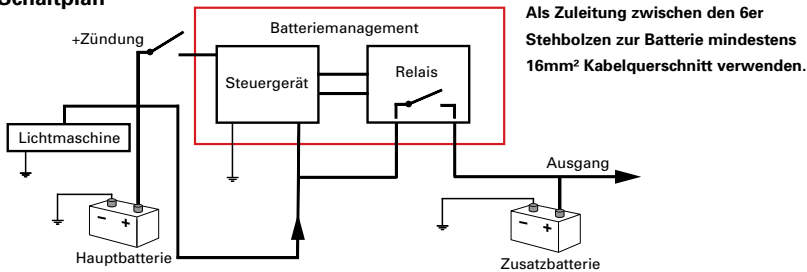 Schaltplan
Batteriemanagement
+Zündung
Steuergerät
Relais
Lichtmaschine
Ausgang
- +
Hauptbatterie
- +
Zusatzbatterie
Als Zuleitung zwischen den 6er
Stehbolzen zur Batterie mindestens
16mm² Kabelquerschnitt verwenden.